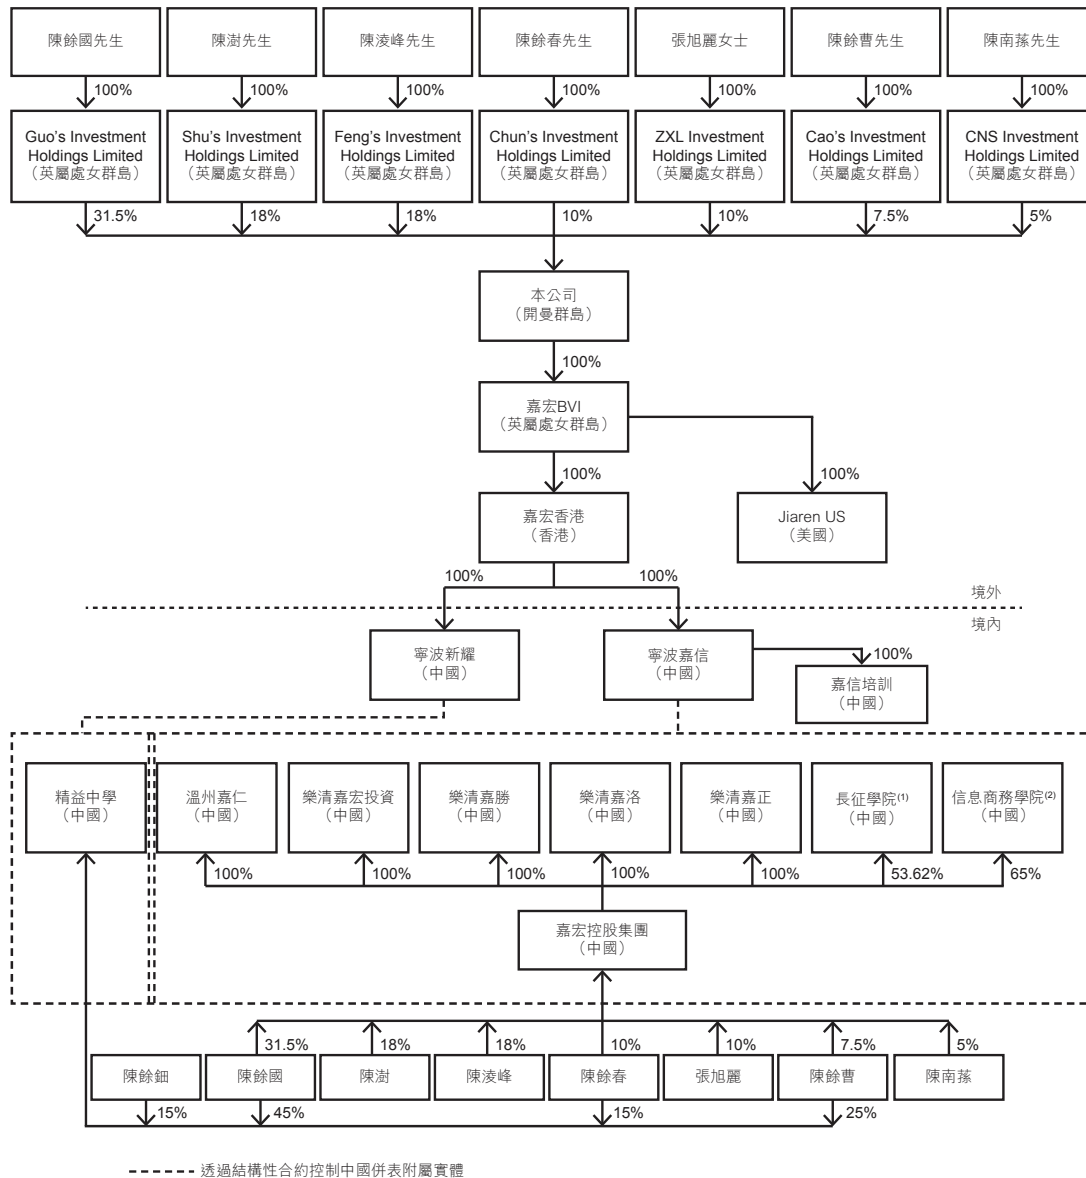 陳餘國先生
陳澍先生
陳淩峰先生
陳餘春先生
張旭麗女士
陳餘曹先生
陳南蓀先生
100%
100%
100%
100%
100%
100%
100%
Guo's Investment
Holdings Limited
（英屬處女群島）
Shu's Investment
Holdings Limited
（英屬處女群島）
Feng's Investment
Holdings Limited
（英屬處女群島）
Chun's Investment
Holdings Limited
（英屬處女群島）
ZXL Investment
Holdings Limited
（英屬處女群島）
Cao's Investment
Holdings Limited
（英屬處女群島）
CNS Investment
Holdings Limited
（英屬處女群島）
31.5%
18%
18%
10%
10%
7.5%
5%
本公司
（開曼群島）
100%
嘉宏BVI
（英屬處女群島）
100%
100%
嘉宏香港
（香港）
Jiaren US
（美國）
100%
100%
境外
境內
寧波新耀
（中國）
寧波嘉信
（中國）
100%
嘉信培訓
（中國）
精益中學
（中國）
溫州嘉仁
（中國）
樂清嘉宏投資
（中國）
樂清嘉勝
（中國）
樂清嘉洛
（中國）
樂清嘉正
（中國）
長征學院(1)
（中國）
信息商務學院(2)
（中國）
100%
100%
100%
100%
100%
53.62%
65%
嘉宏控股集團
（中國）
31.5%
18%
18%
10%
10%
7.5%
5%
陳餘鈿
陳餘國
陳澍
陳淩峰
陳餘春
張旭麗
陳餘曹
陳南蓀
15%
45%
15%
25%
透過結構性合約控制中國併表附屬實體